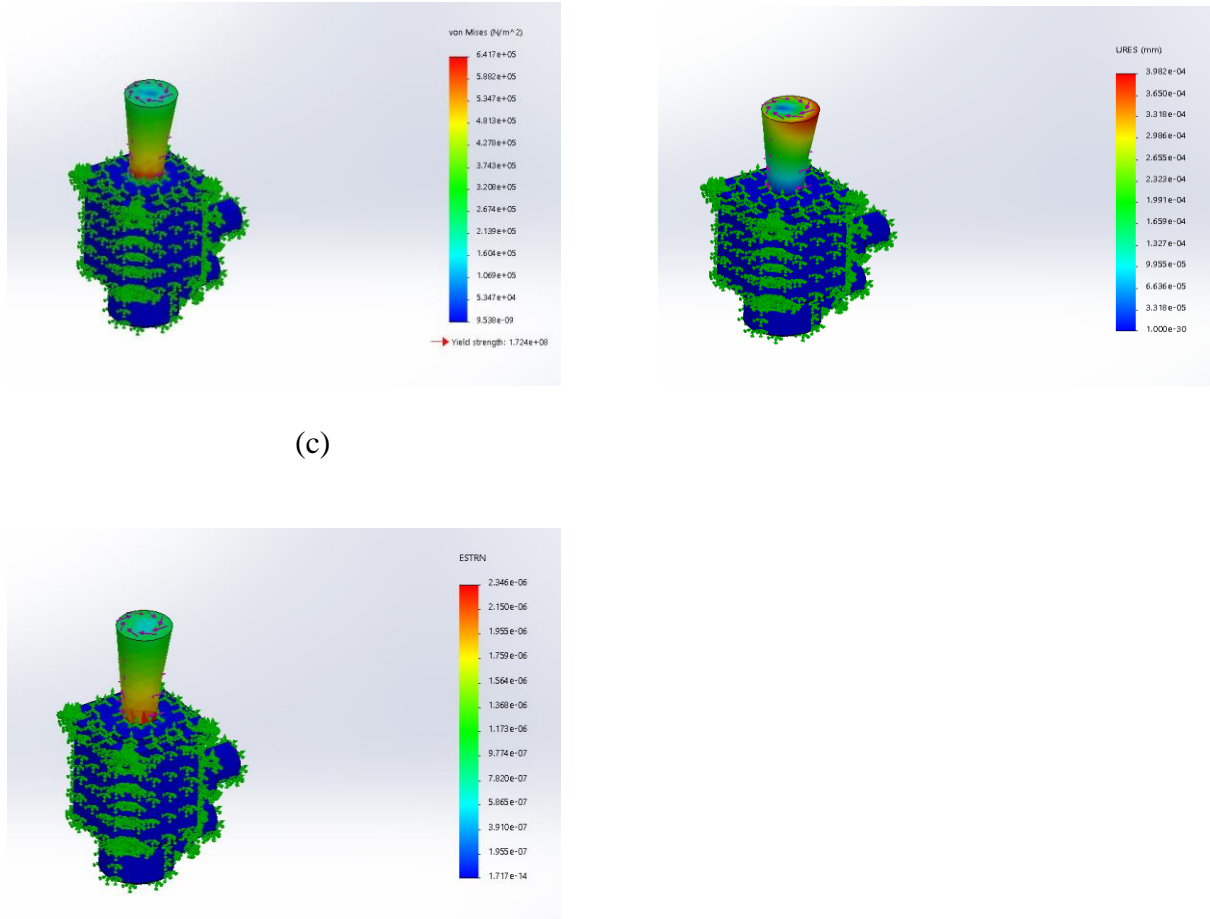 von Mises (N/m^2)
6.417e+05
5.882e+05
5.347e+05
4.813e+05
4.278e+05
3.743e+05
3.208e+05
2.674e+05
2.139e+05
1.604e+05
1.069e+05
5.347e+04
9.538e-09
Yield strength: 1.724e+08
URES (mm)
3.982e-04
3.650e-04
3.318e-04
2.986e-04
2.655e-04
2.323e-04
1.991e-04
1.659e-04
1.327e-04
9.955e-05
6.636e-05
3.318e-05
1.000e-30
(c)
ESTRN
2.346e-06
2.150e-06
1.955e-06
1.759e-06
1.564e-06
1.368e-06
1.173e-06
9.774e-07
7.820e-07
5.865e-07
3.910e-07
1.955e-07
1.717e-14